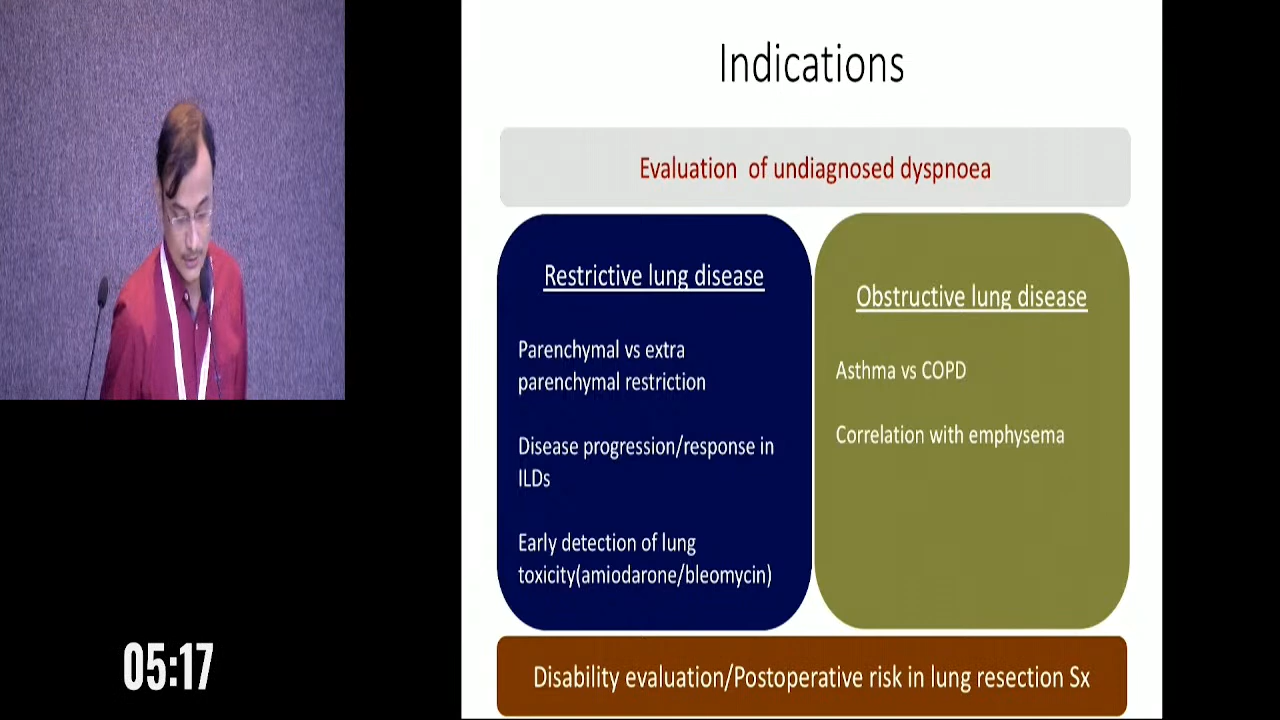 Indications
Evaluation of undiagnosed dyspnoea
Restrictive lung disease
Parenchymal vs extra
parenchymal restriction
Disease progression/response in
ILDs
Early detection of lung
toxicity(amiodarone/bleomycin)
Obstructive lung disease
Asthma vs COPD
Correlation with emphysema
Disability evaluation/Postoperative risk in lung resection Sx
05:17